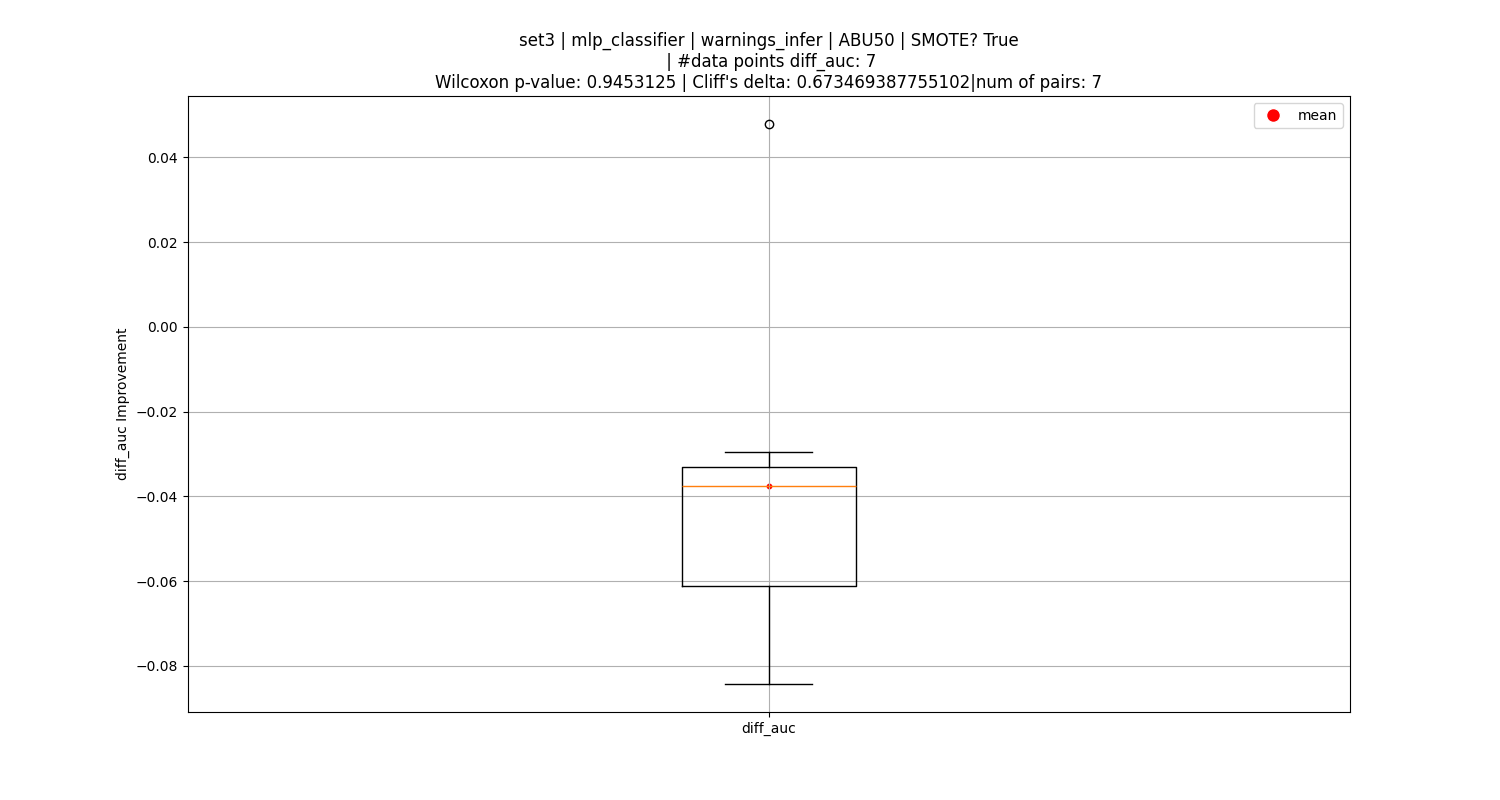 set3 | mlp_classifier | warnings_infer | ABU50 | SMOTE? True
| #data points diff_auc: 7
Wilcoxon p-value: 0.9453125 | Cliff's delta: 0.673469387755102|num of pairs: 7
mean
0.04
0.02
0.00
−0.02
−0.04
−0.06
−0.08
diff_auc Improvement
diff_auc